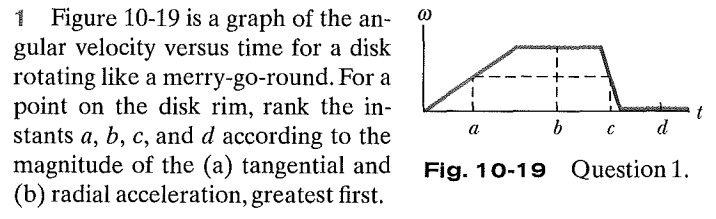 1 Figure 10-19 is a graph of the an-
gular velocity versus time for a disk
rotating like a merry-go-round. For a
point on the disk rim, rank the in-
stants a, b, c, and d according to the
magnitude of the (a) tangential and
(b) radial acceleration, greatest first.
ω
t
a b c d
Fig. 10-19 Question 1.